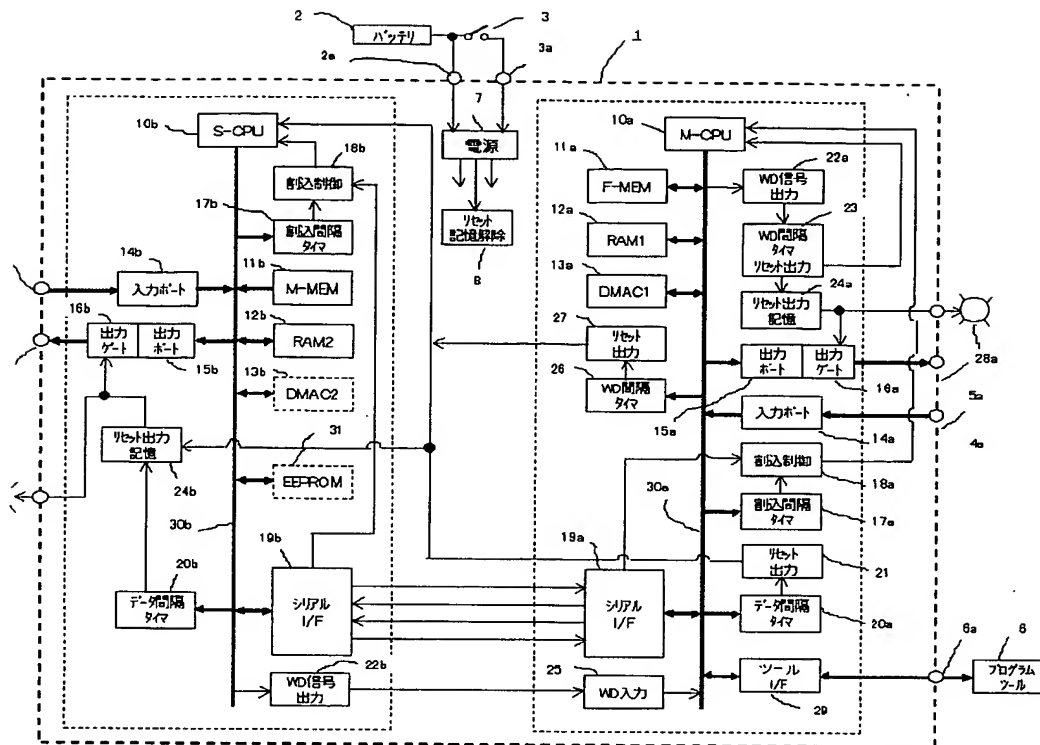 2
バッテリ
3
2a
3a
1
7
電源
リセット
記憶解除
8
10b
S-CPU
18b
割込制御
17b
割込間隔
タイマ
14b
入力ポート
11b
M-MEM
16b
出力
ゲート
出力
ポート
15b
12b
RAM2
13b
DMAC2
リセット出力
記憶
24b
31
EEPROM
30b
20b
データ間隔
タイマ
19b
シリアル
I/F
22b
WD信号
出力
10a
M-CPU
11a
F-MEM
22a
WD信号
出力
12a
RAM1
23
WD間隔
タイマ
リセット出力
13a
DMAC1
24a
リセット出力
記憶
27
リセット
出力
28a
26
WD間隔
タイマ
出力
ポート
出力
ゲート
15a
16a
5a
入力ポート
14a
4a
割込制御
18a
30a
割込間隔
タイマ
17a
19a
シリアル
I/F
リセット
出力
21
データ間隔
タイマ
20a
25
WD入力
ツール
I/F
29
6a
6
プログラム
ツール